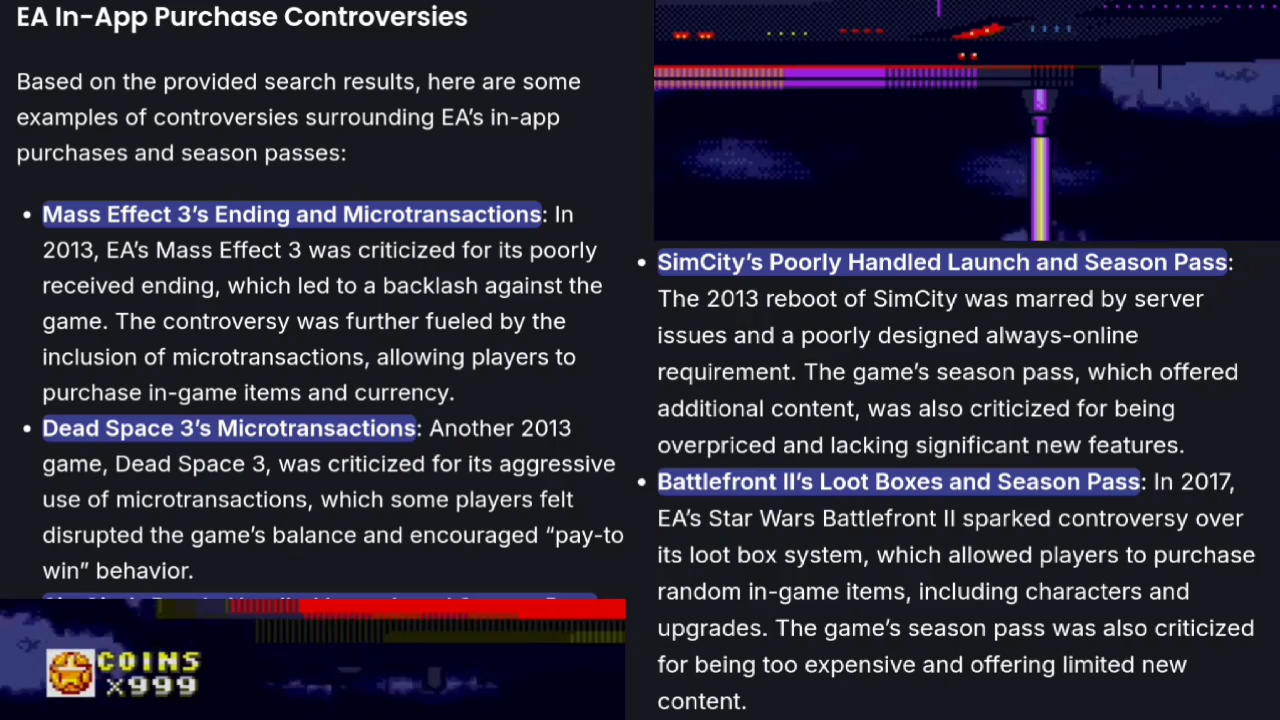 EA In-App Purchase Controversies
Based on the provided search results, here are some
examples of controversies surrounding EA's in-app
purchases and season passes:
• Mass Effect 3's Ending and Microtransactions: In
2013, EA's Mass Effect 3 was criticized for its poorly
received ending, which led to a backlash against the
game. The controversy was further fueled by the
inclusion of microtransactions, allowing players to
purchase in-game items and currency.
• Dead Space 3's Microtransactions: Another 2013
game, Dead Space 3, was criticized for its aggressive
use of microtransactions, which some players felt
disrupted the game's balance and encouraged "pay-to
win" behavior.
COINS
x999
• SimCity's Poorly Handled Launch and Season Pass:
The 2013 reboot of SimCity was marred by server
issues and a poorly designed always-online
requirement. The game's season pass, which offered
additional content, was also criticized for being
overpriced and lacking significant new features.
• Battlefront II's Loot Boxes and Season Pass: In 2017,
EA's Star Wars Battlefront II sparked controversy over
its loot box system, which allowed players to purchase
random in-game items, including characters and
upgrades. The game's season pass was also criticized
for being too expensive and offering limited new
content.